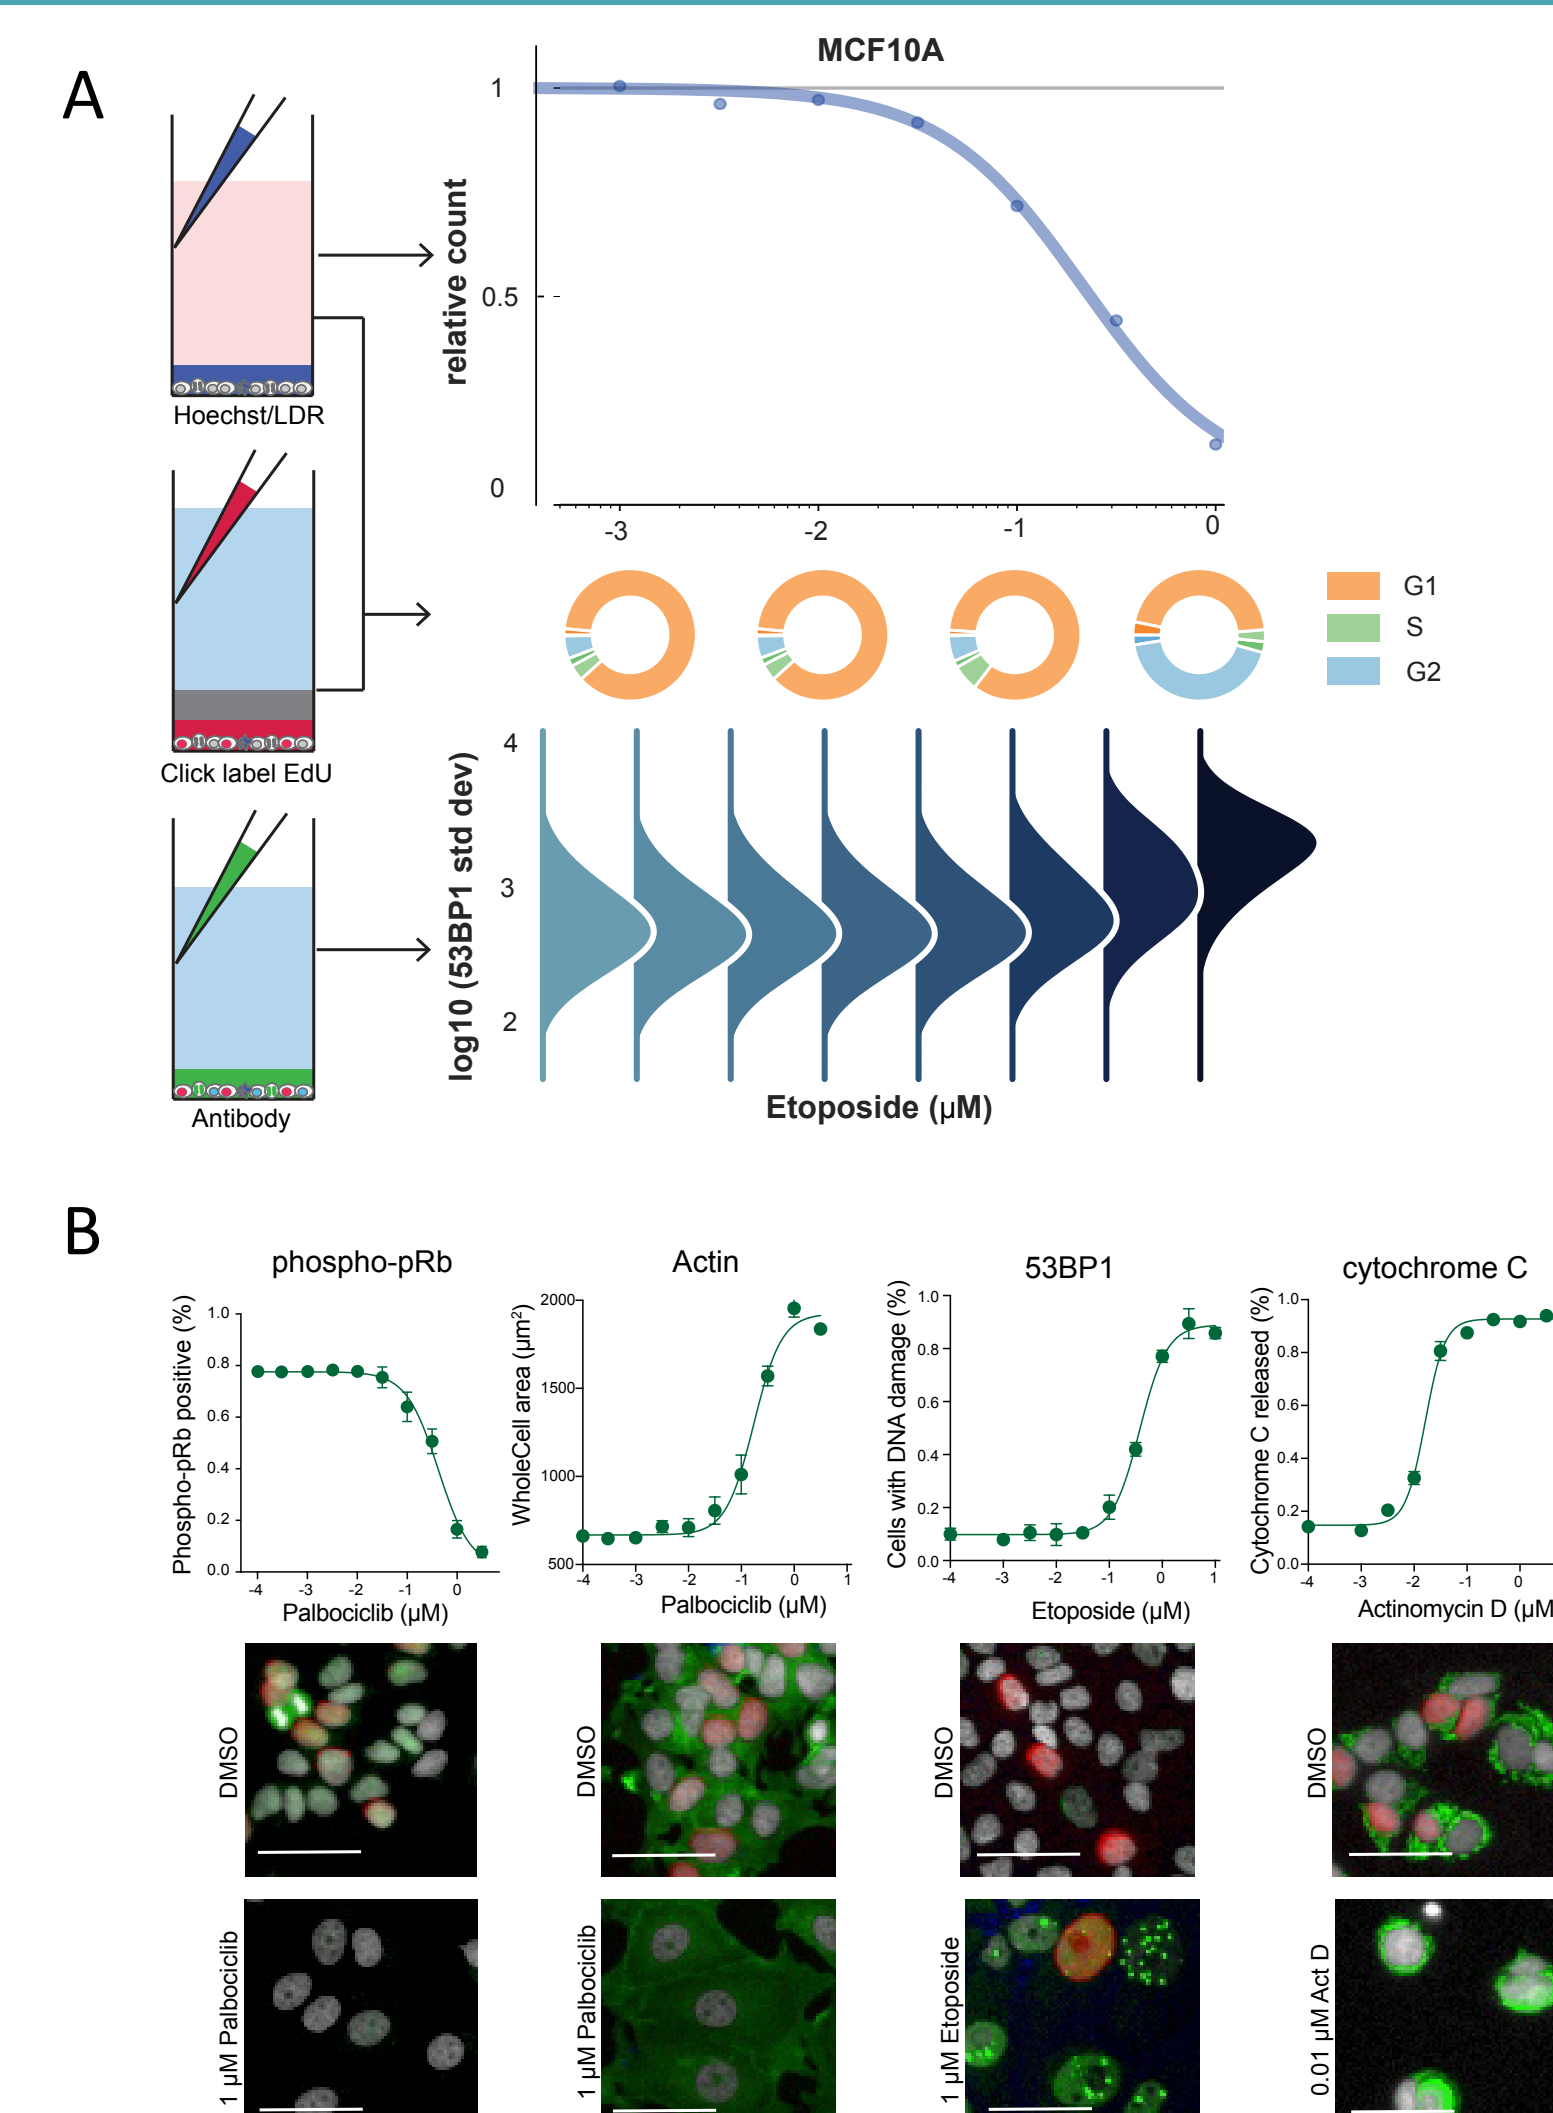 A
MCF10A
relative count
1
0.5
0
-3
-2
-1
0
Hoechst/LDR
Click label EdU
Antibody
G1
S
G2
log10 (53BP1 std dev)
4
3
2
Etoposide (µM)
B
phospho-pRb
Phospho-pRb positive (%)
1.0
0.8
0.6
0.4
0.2
0.0
-4
-3
-2
-1
0
Palbociclib (µM)
Actin
WholeCell area (µm²)
2000
1500
1000
500
-4
-3
-2
-1
0
1
Palbociclib (µM)
53BP1
Cells with DNA damage (%)
1.0
0.8
0.6
0.4
0.2
0.0
-4
-3
-2
-1
0
1
Etoposide (µM)
cytochrome C
Cytochrome C released (%)
1.0
0.8
0.6
0.4
0.2
0.0
-4
-3
-2
-1
0
Actinomycin D (µM
DMSO
DMSO
DMSO
DMSO
1 µM Palbociclib
1 µM Palbociclib
1 µM Etoposide
0.01 µM Act D